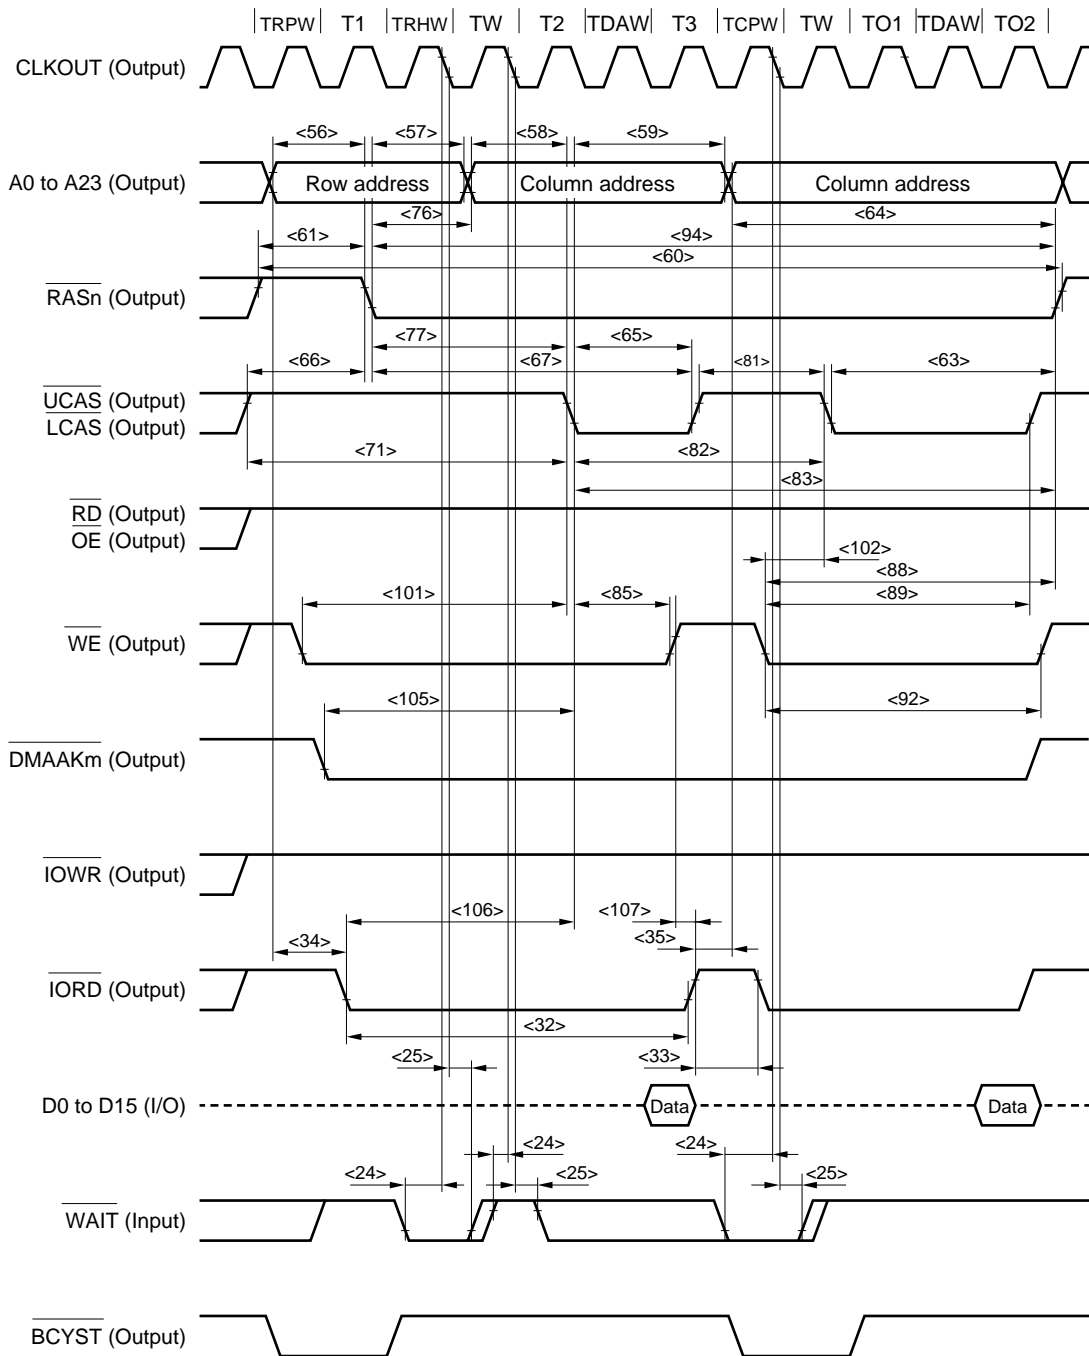 TRPW T1 TRHW TW T2 TDAW T3 TCPW TW TO1 TDAW TO2
CLKOUT (Output)
<56> <57> <58> <59>
A0 to A23 (Output) Row address Column address Column address
<76> <64>
<61> <94>
<60>
RASn (Output)
<77> <65>
<66> <67> <81> <63>
UCAS (Output)
LCAS (Output)
<71> <82>
<83>
RD (Output)
OE (Output)
<102>
<88>
<101> <85> <89>
WE (Output)
<105> <92>
DMAAKm (Output)
IOWR (Output)
<106> <107>
<34> <35>
IORD (Output)
<32>
<25> <33>
D0 to D15 (I/O) Data Data
<24> <24>
<24> <25> <25>
WAIT (Input)
BCYST (Output)